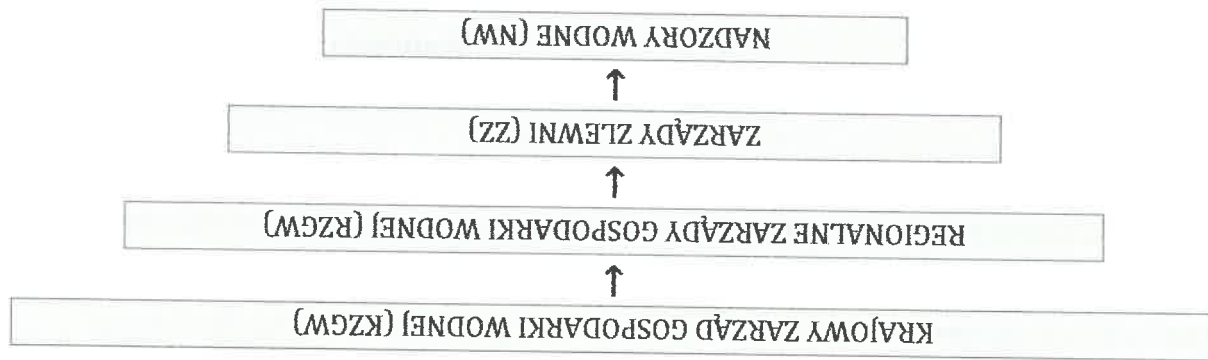 KRAJOWY ZARZĄD GOSPODARKI WODNEJ (KZGW)
REGIONALNE ZARZĄDY GOSPODARKI WODNEJ (RZGW)
ZARZĄDY ZLEWNI (ZZ)
NADZORY WODNE (NW)